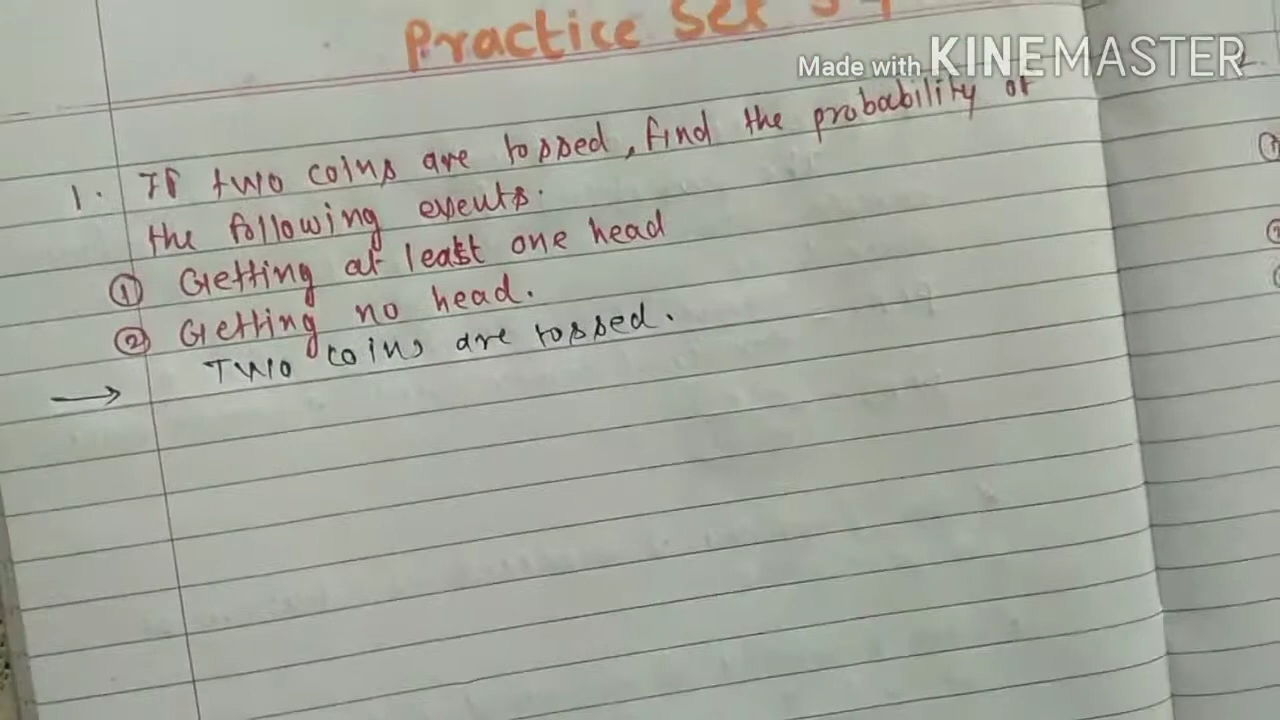 Practice Set
Made with KINEMASTER
1. If two coins are tossed, find the probability of
the following events.
① Getting at least one head
② Getting no head.
→ Two coins are tossed.